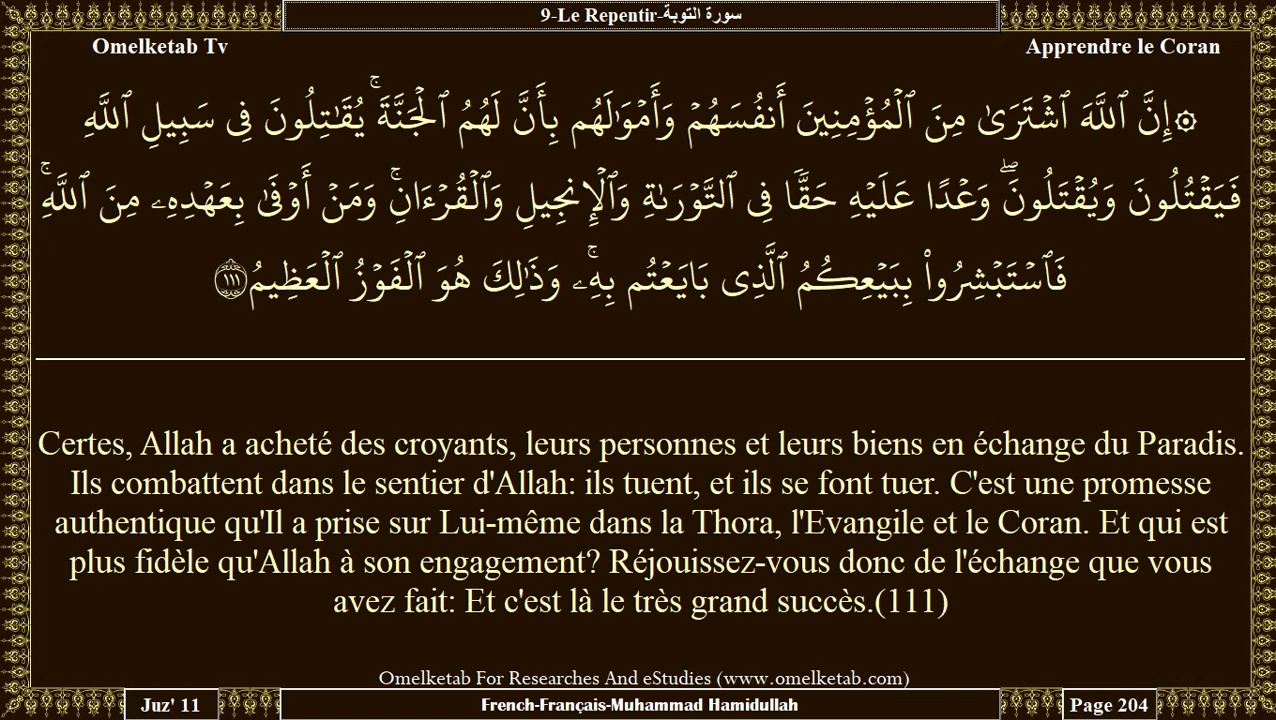 9-Le Repentir-سورة التوبة
Omelketab Tv
Apprendre le Coran
۞ إِنَّ ٱللَّهَ ٱشْتَرَىٰ مِنَ ٱلْمُؤْمِنِينَ أَنفُسَهُمْ وَأَمْوَٰلَهُم بِأَنَّ لَهُمُ ٱلْجَنَّةَ ۚ يُقَٰتِلُونَ فِى سَبِيلِ ٱللَّهِ
فَيَقْتُلُونَ وَيُقْتَلُونَ ۖ وَعْدًا عَلَيْهِ حَقًّا فِى ٱلتَّوْرَىٰةِ وَٱلْإِنجِيلِ وَٱلْقُرْءَانِ ۚ وَمَنْ أَوْفَىٰ بِعَهْدِهِۦ مِنَ ٱللَّهِ ۚ
فَٱسْتَبْشِرُوا۟ بِبَيْعِكُمُ ٱلَّذِى بَايَعْتُم بِهِۦ ۚ وَذَٰلِكَ هُوَ ٱلْفَوْزُ ٱلْعَظِيمُ ١١١
Certes, Allah a acheté des croyants, leurs personnes et leurs biens en échange du Paradis.
Ils combattent dans le sentier d'Allah: ils tuent, et ils se font tuer. C'est une promesse
authentique qu'Il a prise sur Lui-même dans la Thora, l'Evangile et le Coran. Et qui est
plus fidèle qu'Allah à son engagement? Réjouissez-vous donc de l'échange que vous
avez fait: Et c'est là le très grand succès.(111)
Omelketab For Researches And eStudies (www.omelketab.com)
Juz' 11
French-Français-Muhammad Hamidullah
Page 204